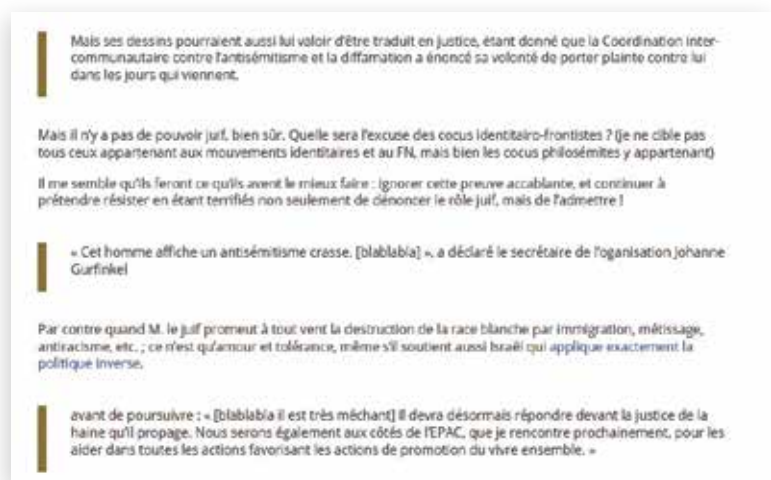 Mais ses dessins pourraient aussi lui valoir d'être traduit en justice, étant donné que la Coordination inter-
communautaire contre l'antisémitisme et la diffamation a énoncé sa volonté de porter plainte contre lui
dans les jours qui viennent.
Mais il n'y a pas de pouvoir juif, bien sûr. Quelle sera l'excuse des cocus identitairo-frontistes ? (je ne cible pas
tous ceux appartenant aux mouvements identitaires et au FN, mais bien les cocus philosémites y appartenant)
Il me semble qu'ils feront ce qu'ils avent le mieux faire : ignorer cette preuve accablante, et continuer à
prétendre résister en étant terrifiés non seulement de dénoncer le rôle juif, mais de l'admettre !
« Cet homme affiche un antisémitisme crasse. [blablabla] », a déclaré le secrétaire de l'oganisation Johanne
Gurfinkel
Par contre quand M. le juif promeut à tout vent la destruction de la race blanche par immigration, métissage,
antiracisme, etc. ; ce n'est qu'amour et tolérance, même s'il soutient aussi Israël qui applique exactement la
politique inverse.
avant de poursuivre : « [blablabla il est très méchant] Il devra désormais répondre devant la justice de la
haine qu'il propage. Nous serons également aux côtés de l'EPAC, que je rencontre prochainement, pour les
aider dans toutes les actions favorisant les actions de promotion du vivre ensemble. »